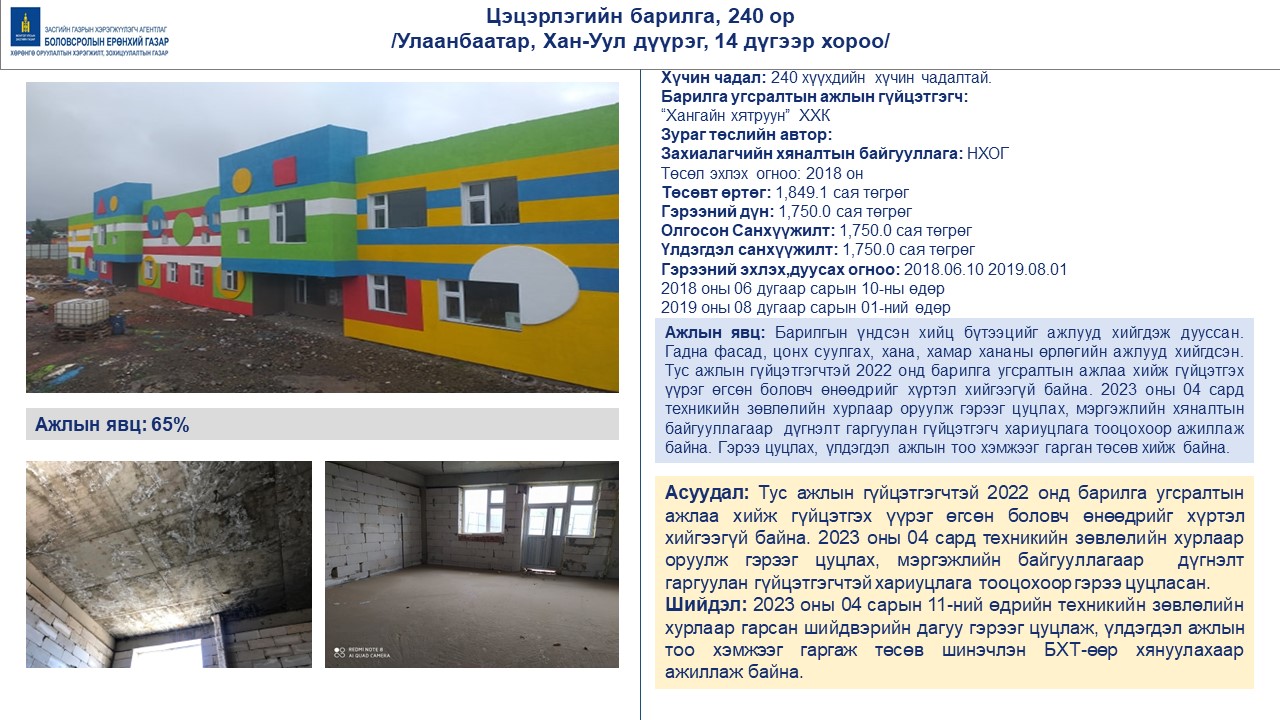 ЗАСГИЙН ГАЗРЫН ХЭРЭГЖҮҮЛЭГЧ АГЕНТЛАГ
БОЛОВСРОЛЫН ЕРӨНХИЙ ГАЗАР
ХӨРӨНГӨ ОРУУЛАЛТЫН ХЭРЭГЖИЛТ, ЗОХИЦУУЛАЛТЫН ГАЗАР
Цэцэрлэгийн барилга, 240 ор
/Улаанбаатар, Хан-Уул дүүрэг, 14 дүгээр хороо/
Ажлын явц: 65%
REDMI NOTE 8
AI QUAD CAMERA
Хүчин чадал: 240 хүүхдийн хүчин чадалтай.
Барилга угсралтын ажлын гүйцэтгэгч:
“Хангайн хятруун” ХХК
Зураг төслийн автор:
Захиалагчийн хяналтын байгууллага: НХОГ
Төсөл эхлэх огноо: 2018 он
Төсөвт өртөг: 1,849.1 сая төгрөг
Гэрээний дүн: 1,750.0 сая төгрөг
Олгосон Санхүүжилт: 1,750.0 сая төгрөг
Үлдэгдэл санхүүжилт: 1,750.0 сая төгрөг
Гэрээний эхлэх,дуусах огноо: 2018.06.10 2019.08.01
2018 оны 06 дугаар сарын 10-ны өдөр
2019 оны 08 дугаар сарын 01-ний өдөр
Ажлын явц: Барилгын үндсэн хийц бүтээцийг ажлууд хийгдэж дууссан.
Гадна фасад, цонх суулгах, хана, хамар хананы өрлөгийн ажлууд хийгдсэн.
Тус ажлын гүйцэтгэгчтэй 2022 онд барилга угсралтын ажлаа хийж гүйцэтгэх
үүрэг өгсөн боловч өнөөдрийг хүртэл хийгээгүй байна. 2023 оны 04 сард
техникийн зөвлөлийн хурлаар оруулж гэрээг цуцлах, мэргэжлийн хяналтын
байгууллагаар дүгнэлт гаргуулан гүйцэтгэгч хариуцлага тооцохоор ажиллаж
байна. Гэрээ цуцлах, үлдэгдэл ажлын тоо хэмжээг гарган төсөв хийж байна.
Асуудал: Тус ажлын гүйцэтгэгчтэй 2022 онд барилга угсралтын
ажлаа хийж гүйцэтгэх үүрэг өгсөн боловч өнөөдрийг хүртэл
хийгээгүй байна. 2023 оны 04 сард техникийн зөвлөлийн хурлаар
оруулж гэрээг цуцлах, мэргэжлийн байгууллагаар дүгнэлт
гаргуулан гүйцэтгэгчтэй хариуцлага тооцохоор гэрээ цуцласан.
Шийдэл: 2023 оны 04 сарын 11-ний өдрийн техникийн зөвлөлийн
хурлаар гарсан шийдвэрийн дагуу гэрээг цуцлаж, үлдэгдэл ажлын
тоо хэмжээг гаргаж төсөв шинэчлэн БХТ-өөр хянуулахаар
ажиллаж байна.